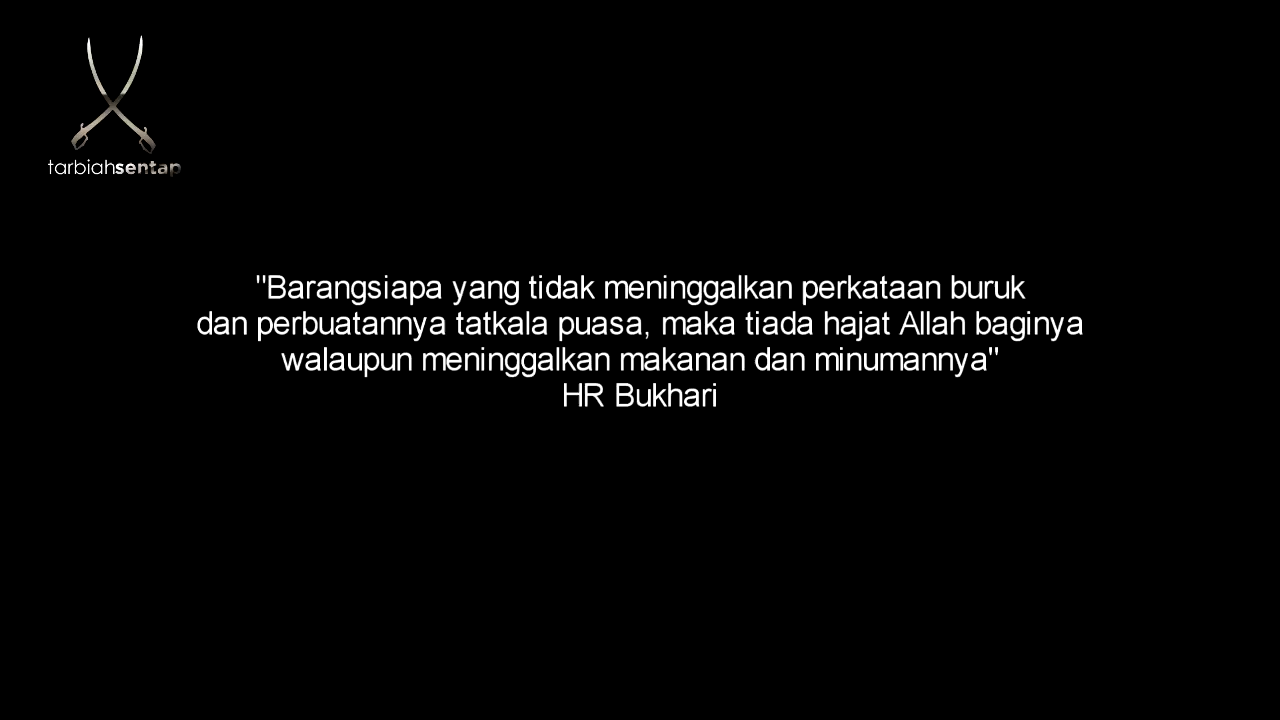 tarbiahsentap
"Barangsiapa yang tidak meninggalkan perkataan buruk
dan perbuatannya tatkala puasa, maka tiada hajat Allah baginya
walaupun meninggalkan makanan dan minumannya"
HR Bukhari